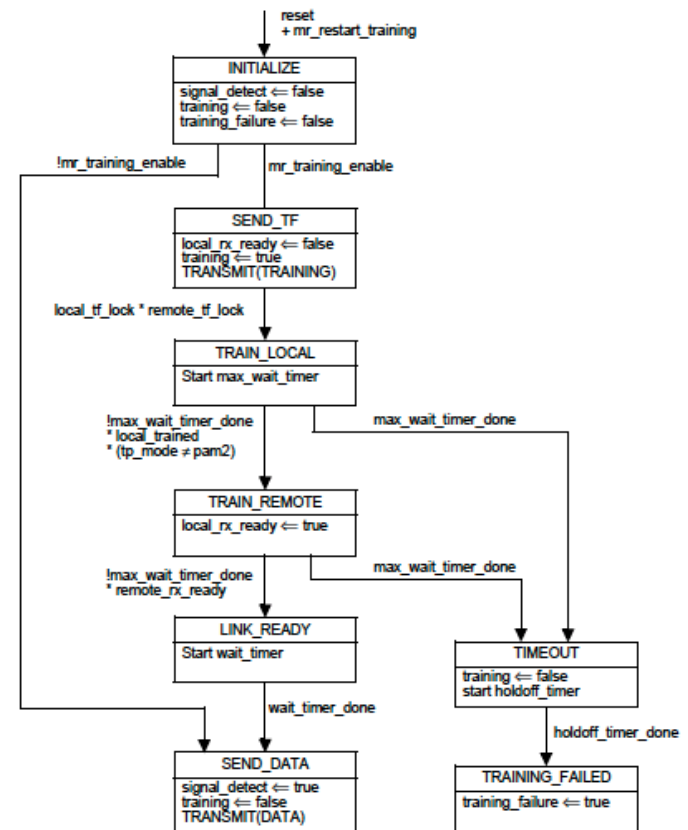 reset
+ mr_restart_training
INITIALIZE
signal_detect ⇐ false
training ⇐ false
training_failure ⇐ false
!mr_training_enable
mr_training_enable
SEND_TF
local_rx_ready ⇐ false
training ⇐ true
TRANSMIT(TRAINING)
local_tf_lock * remote_tf_lock
TRAIN_LOCAL
Start max_wait_timer
!max_wait_timer_done
* local_trained
* (tp_mode ≠ pam2)
max_wait_timer_done
TRAIN_REMOTE
local_rx_ready ⇐ true
!max_wait_timer_done
* remote_rx_ready
max_wait_timer_done
LINK_READY
Start wait_timer
TIMEOUT
training ⇐ false
start holdoff_timer
wait_timer_done
holdoff_timer_done
SEND_DATA
signal_detect ⇐ true
training ⇐ false
TRANSMIT(DATA)
TRAINING_FAILED
training_failure ⇐ true